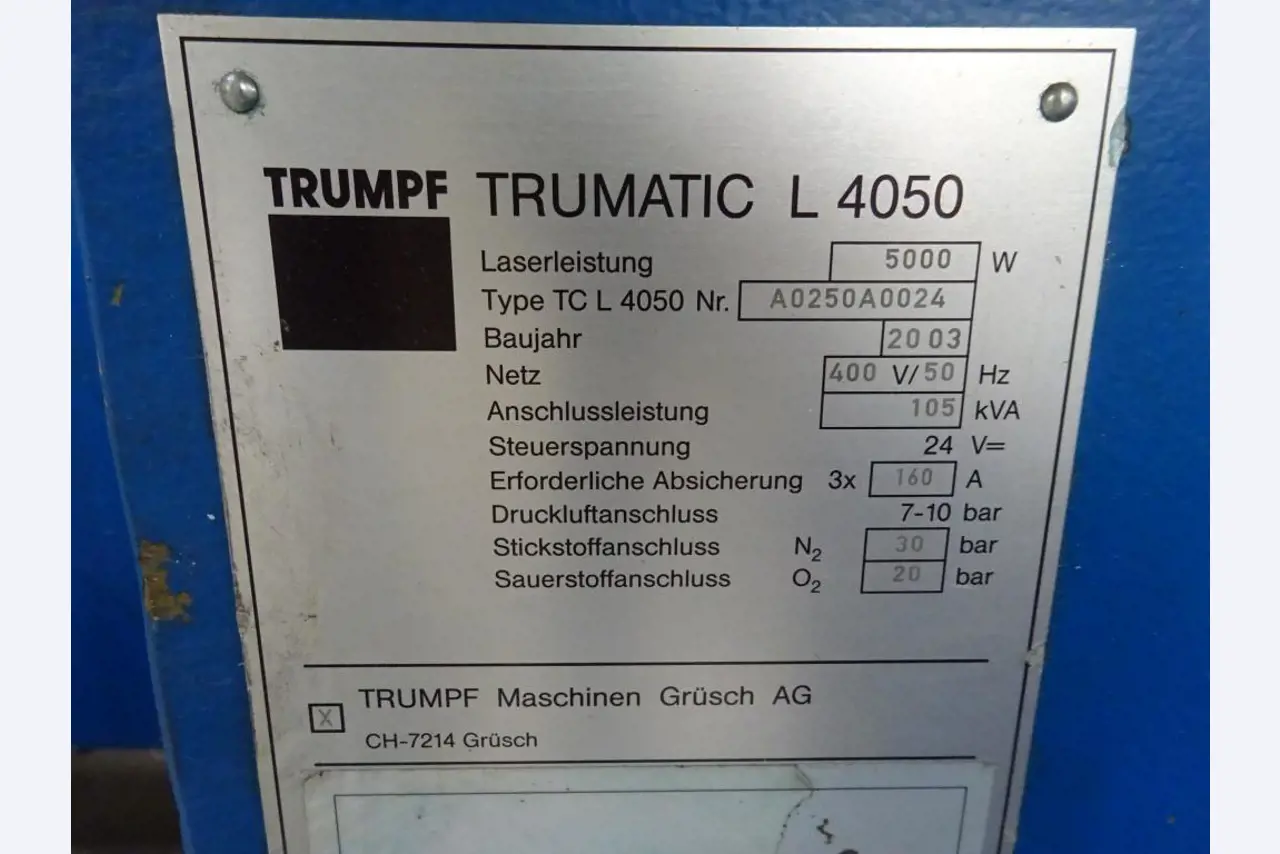 TRUMPF TRUMATIC L 4050
Laserleistung 5000 W
Type TC L 4050 Nr. A0250A0024
Baujahr 2003
Netz 400 V/50 Hz
Anschlussleistung 105 kVA
Steuerspannung 24 V=
Erforderliche Absicherung 3x 160 A
Druckluftanschluss 7-10 bar
Stickstoffanschluss N₂ 30 bar
Sauerstoffanschluss O₂ 20 bar
X TRUMPF Maschinen Grüsch AG
CH-7214 Grüsch